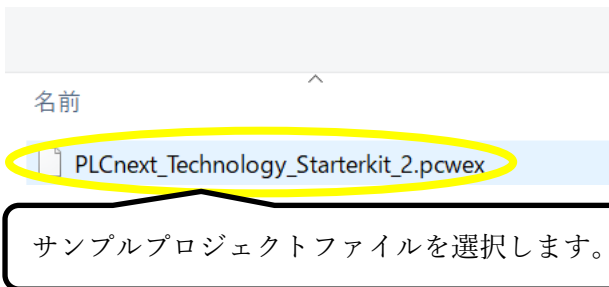 名前
PLCnext_Technology_Starterkit_2.pcwex
サンプルプロジェクトファイルを選択します。